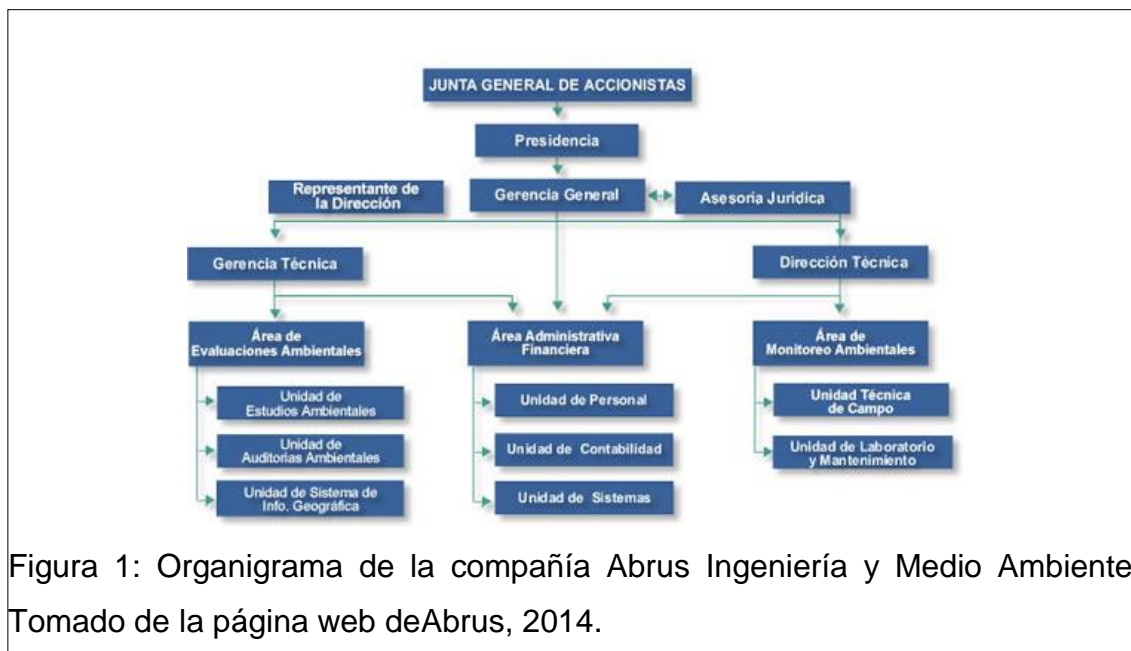 JUNTA GENERAL DE ACCIONISTAS
Presidencia
Representante de
la Dirección
Gerencia General
Asesoría Jurídica
Gerencia Técnica
Dirección Técnica
Área de
Evaluaciones Ambientales
Área Administrativa
Financiera
Área de
Monitoreo Ambientales
Unidad de
Estudios Ambientales
Unidad de
Auditorias Ambientales
Unidad de Sistema de
Info. Geográfica
Unidad de Personal
Unidad de Contabilidad
Unidad de Sistemas
Unidad Técnica
de Campo
Unidad de Laboratorio
y Mantenimiento
Figura 1: Organigrama de la compañía Abrus Ingeniería y Medio Ambiente
Tomado de la página web deAbrus, 2014.